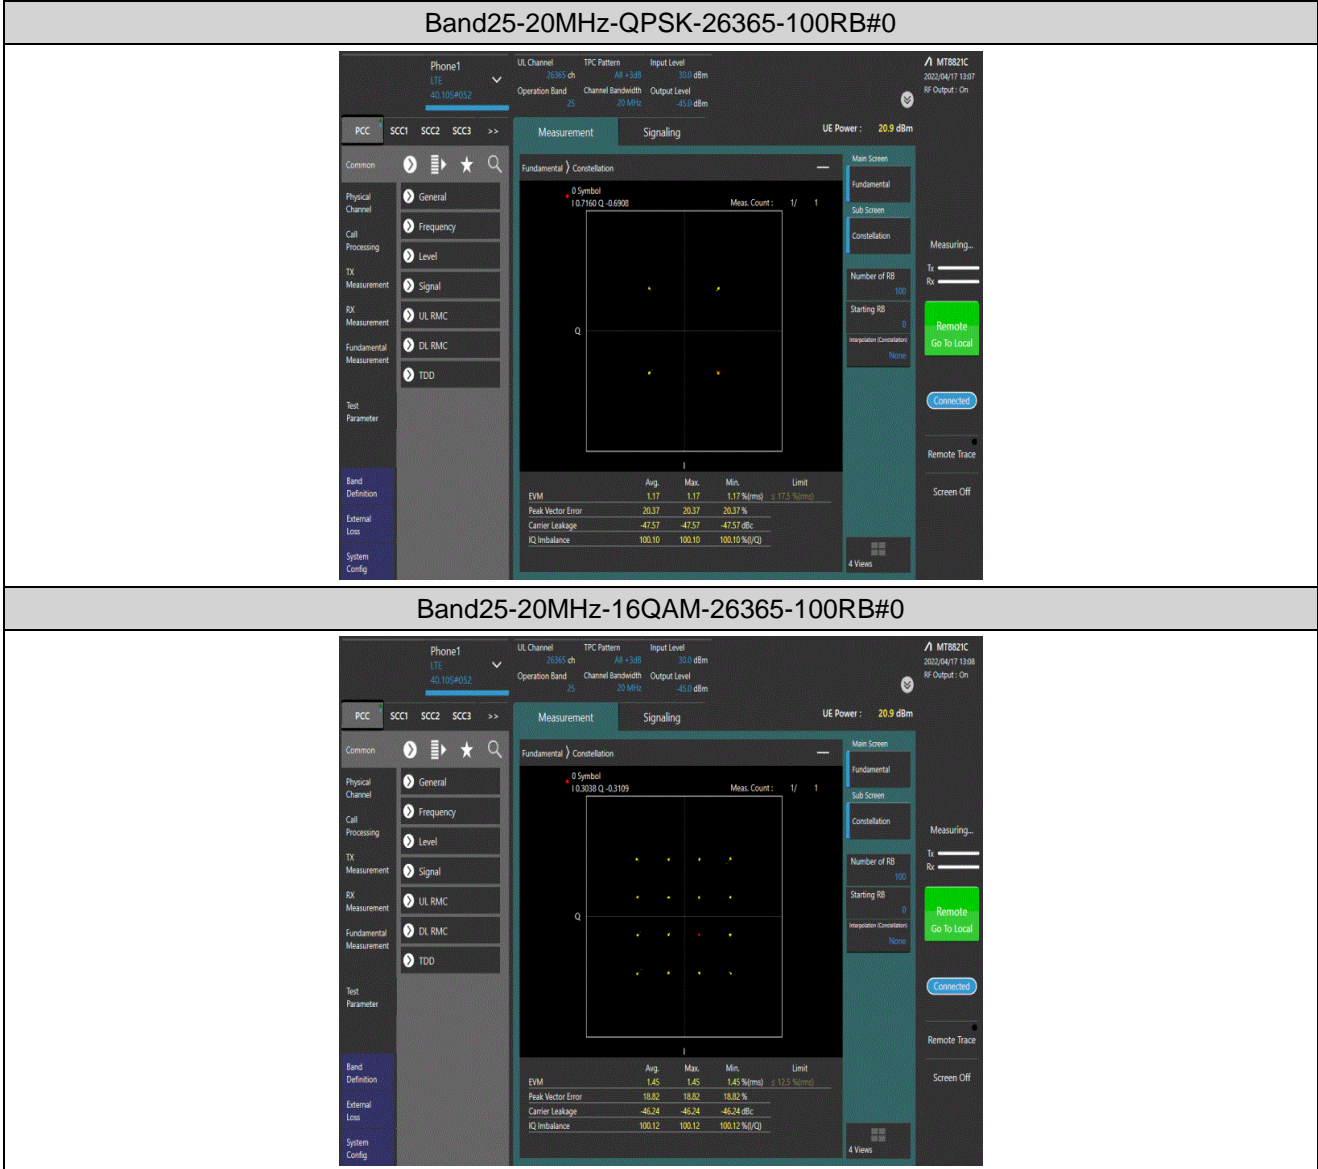 Band25-20MHz-QPSK-26365-100RB#0
Phone1
LTE
40.105#052
UL Channel TPC Pattern Input Level
26365 ch All +3dB 30.0 dBm
Operation Band Channel Bandwidth Output Level
25 20 MHz -45.0 dBm
MT8821C
2022/04/17 13:07
RF Output : On
PCC SCC1 SCC2 SCC3 >>
Measurement Signaling
UE Power : 20.9 dBm
Common
Physical Channel
Call Processing
TX Measurement
RX Measurement
Fundamental Measurement
Test Parameter
Band Definition
External Loss
System Config
General
Frequency
Level
Signal
UL RMC
DL RMC
TDD
Fundamental 〉 Constellation
0 Symbol
I 0.7160 Q -0.6908 Meas. Count : 1/ 1
Q
I
Avg. Max. Min. Limit
EVM 1.17 1.17 1.17 %(rms) ≤ 17.5 %(rms)
Peak Vector Error 20.37 20.37 20.37 %
Carrier Leakage -47.57 -47.57 -47.57 dBc
IQ Imbalance 100.10 100.10 100.10 %(I/Q)
Main Screen
Fundamental
Sub Screen
Constellation
Number of RB
100
Starting RB
0
Interpolation (Constellation)
None
4 Views
Measuring...
Tx
Rx
Remote
Go To Local
Connected
Remote Trace
Screen Off
Band25-20MHz-16QAM-26365-100RB#0
Phone1
LTE
40.105#052
UL Channel TPC Pattern Input Level
26365 ch All +3dB 30.0 dBm
Operation Band Channel Bandwidth Output Level
25 20 MHz -45.0 dBm
MT8821C
2022/04/17 13:08
RF Output : On
PCC SCC1 SCC2 SCC3 >>
Measurement Signaling
UE Power : 20.9 dBm
Common
Physical Channel
Call Processing
TX Measurement
RX Measurement
Fundamental Measurement
Test Parameter
Band Definition
External Loss
System Config
General
Frequency
Level
Signal
UL RMC
DL RMC
TDD
Fundamental 〉 Constellation
0 Symbol
I 0.3038 Q -0.3109 Meas. Count : 1/ 1
Q
I
Avg. Max. Min. Limit
EVM 1.45 1.45 1.45 %(rms) ≤ 12.5 %(rms)
Peak Vector Error 18.82 18.82 18.82 %
Carrier Leakage -46.24 -46.24 -46.24 dBc
IQ Imbalance 100.12 100.12 100.12 %(I/Q)
Main Screen
Fundamental
Sub Screen
Constellation
Number of RB
100
Starting RB
0
Interpolation (Constellation)
None
4 Views
Measuring...
Tx
Rx
Remote
Go To Local
Connected
Remote Trace
Screen Off